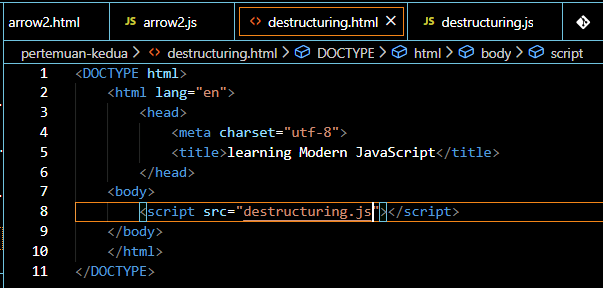 arrow2.html JS arrow2.js <> destructuring.html × JS destructuring.js
pertemuan-kedua > <> destructuring.html > DOCTYPE > html > body > script
1 <DOCTYPE html>
2 <html lang="en">
3 <head>
4 <meta charset="utf-8">
5 <title>learning Modern JavaScript</title>
6 </head>
7 <body>
8 <script src="destructuring.js"></script>
9 </body>
10 </html>
11 </DOCTYPE>